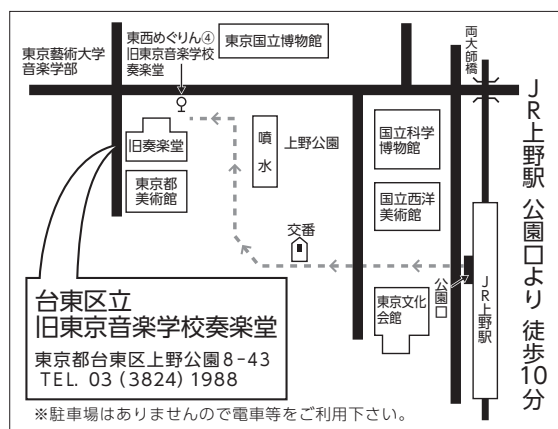 東京藝術大学
音楽学部
東西めぐりん④
旧東京音楽学校
奏楽堂
東京国立博物館
両大師橋
旧奏楽堂
東京都
美術館
噴水
上野公園
国立科学
博物館
国立西洋
美術館
交番
東京文化
会館
公園口
JR上野駅
JR上野駅 公園口より 徒歩10分
台東区立
旧東京音楽学校奏楽堂
東京都台東区上野公園8-43
TEL. 03 (3824) 1988
※駐車場はありませんので電車等をご利用下さい。